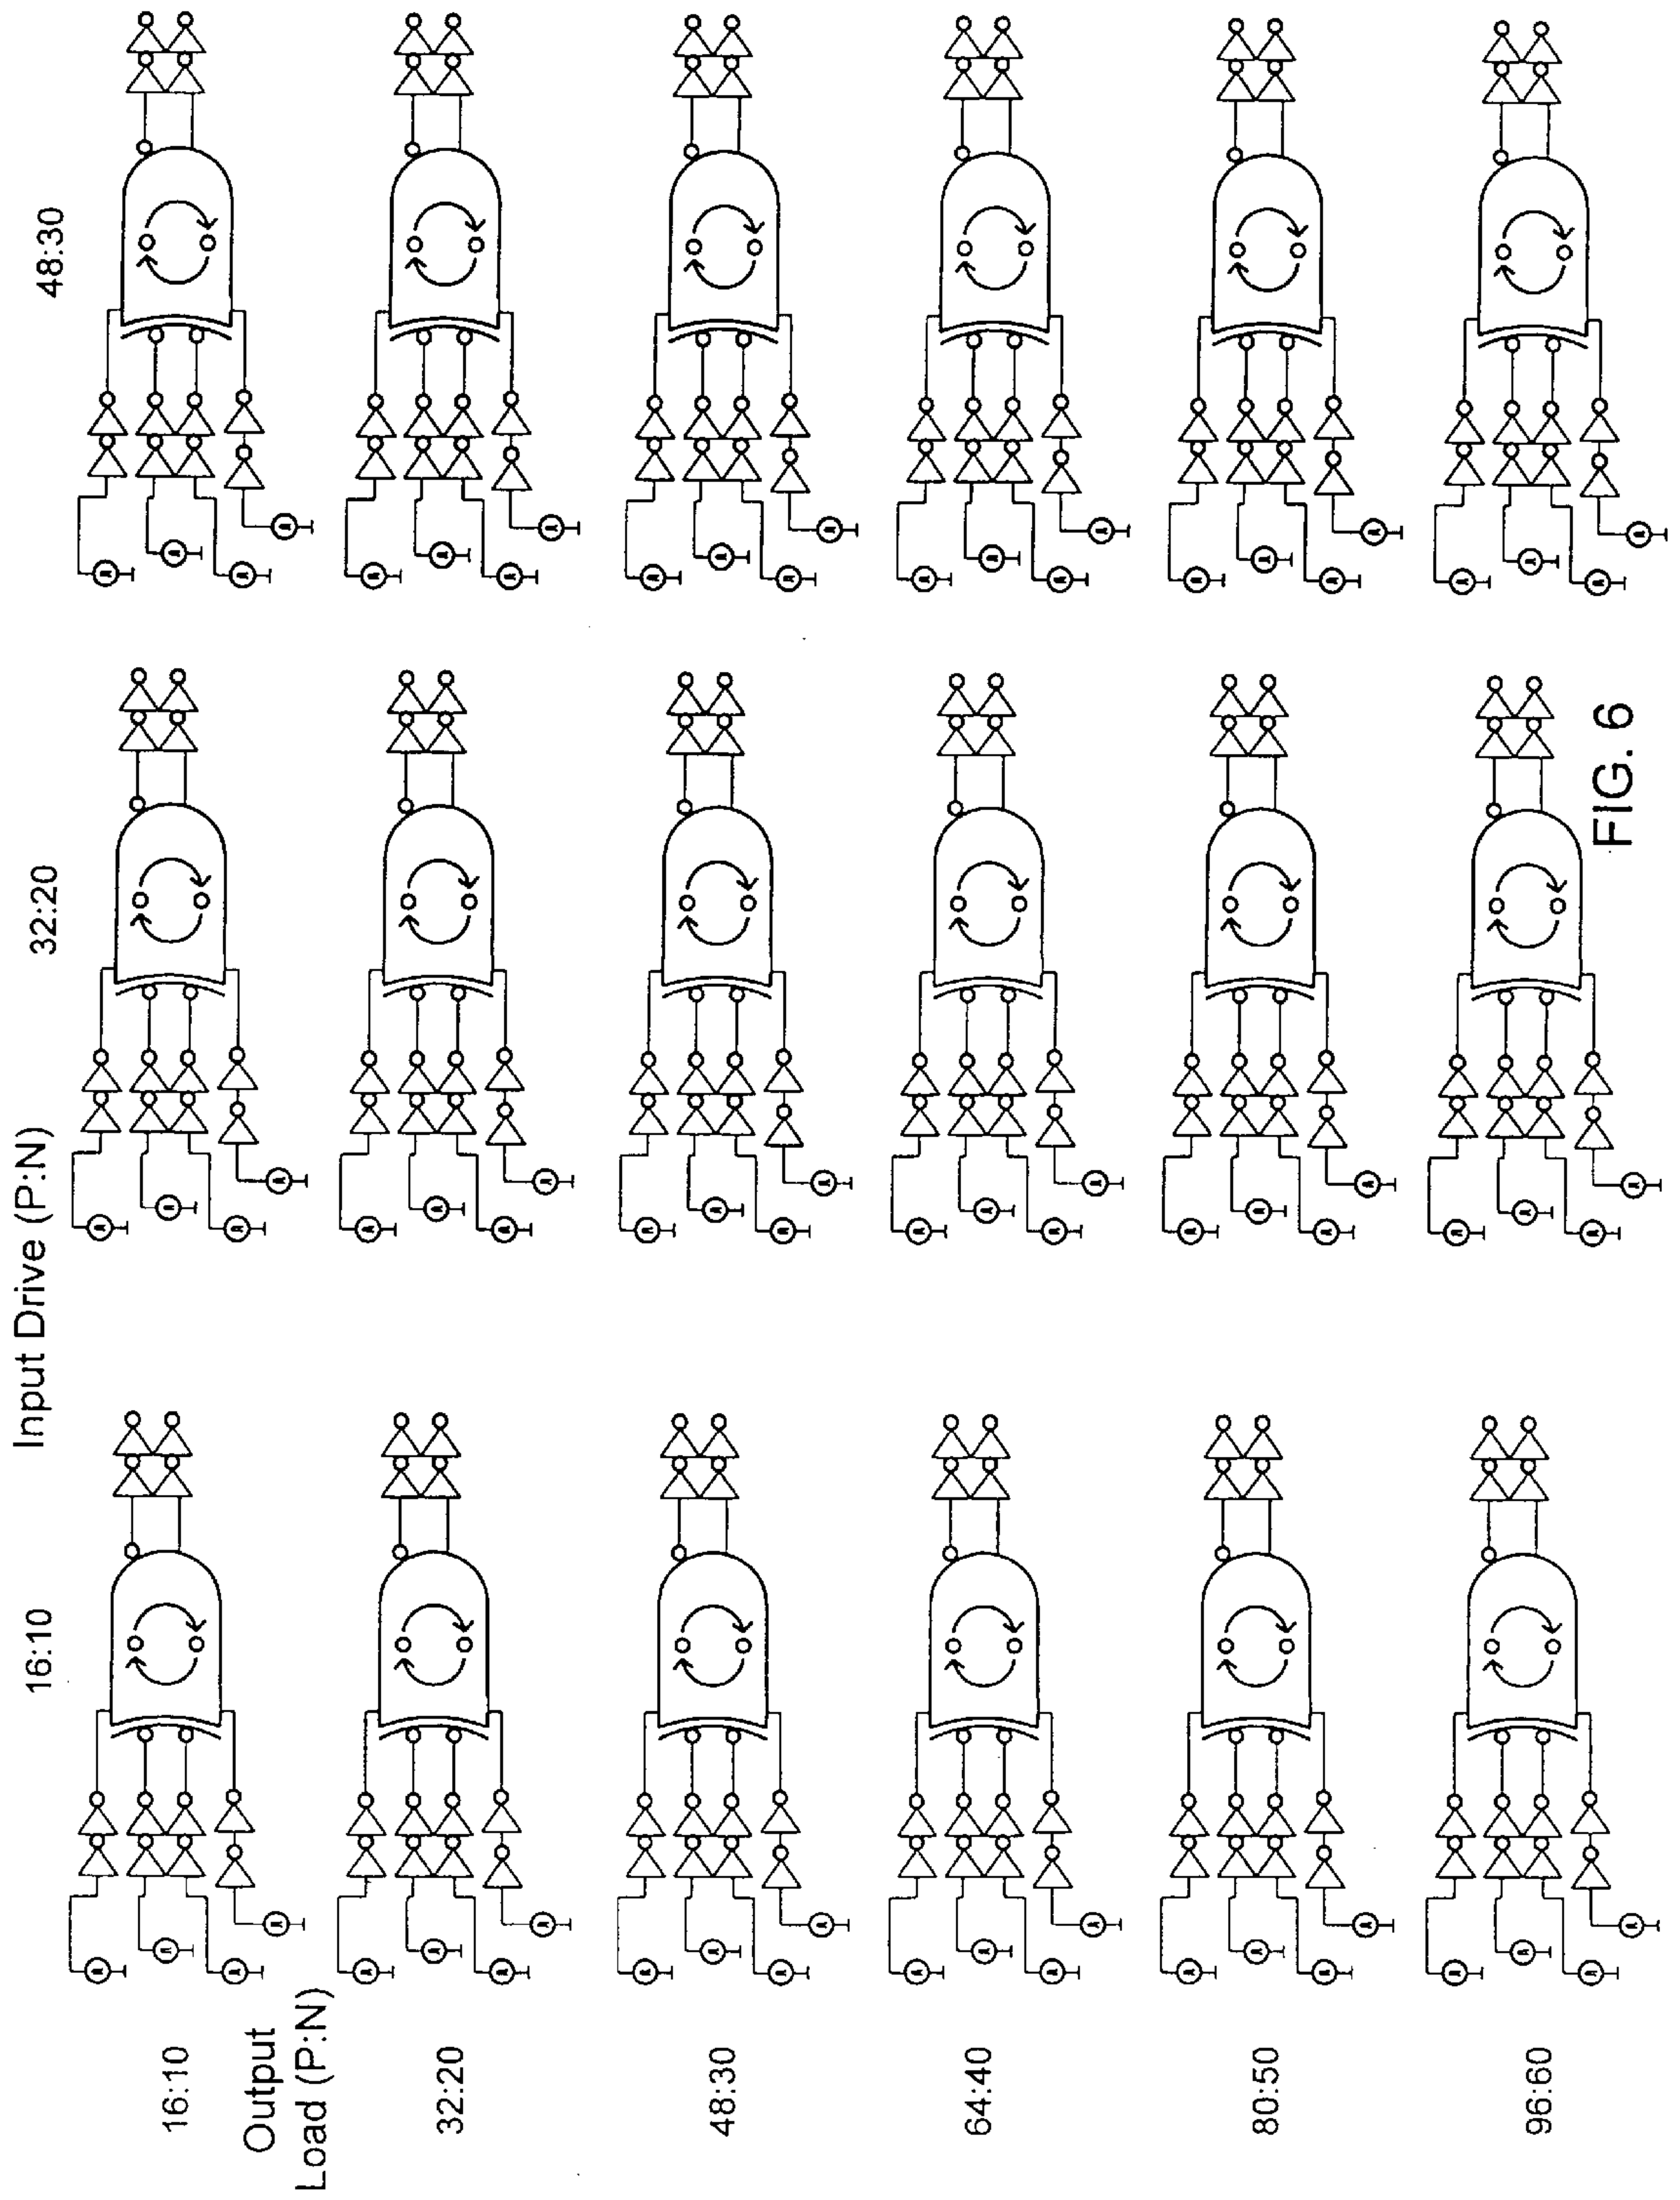 Input Drive (P:N)
16:10 32:20 48:30
16:10
Output
Load (P:N)
32:20
48:30
64:40
80:50
96:60
FIG. 6